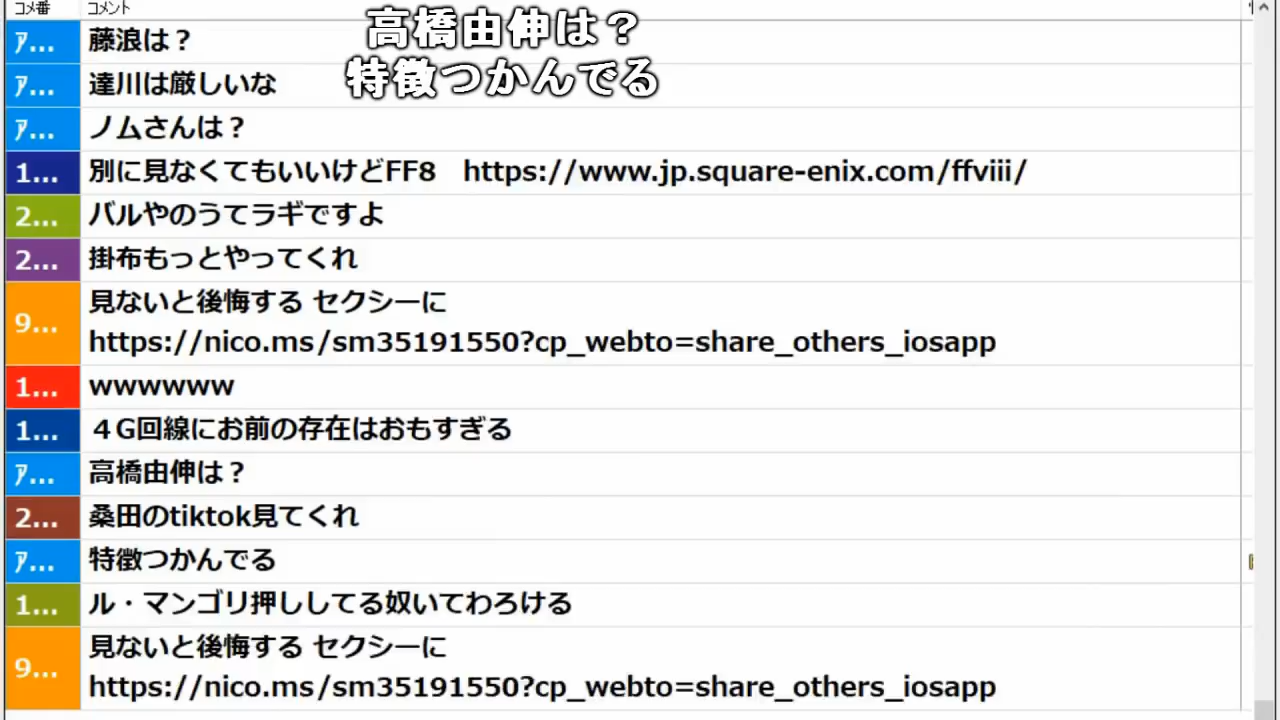 コメ番 コメント
高橋由伸は？
特徴つかんでる
ｱ... 藤浪は？
ｱ... 達川は厳しいな
ｱ... ノムさんは？
1... 別に見なくてもいいけどFF8　https://www.jp.square-enix.com/ffviii/
2... バルやのうてラギですよ
2... 掛布もっとやってくれ
9... 見ないと後悔する セクシーに
https://nico.ms/sm35191550?cp_webto=share_others_iosapp
1... wwwwww
1... ４G回線にお前の存在はおもすぎる
ｱ... 高橋由伸は？
2... 桑田のtiktok見てくれ
ｱ... 特徴つかんでる
1... ル・マンゴリ押ししてる奴いてわろける
9... 見ないと後悔する セクシーに
https://nico.ms/sm35191550?cp_webto=share_others_iosapp